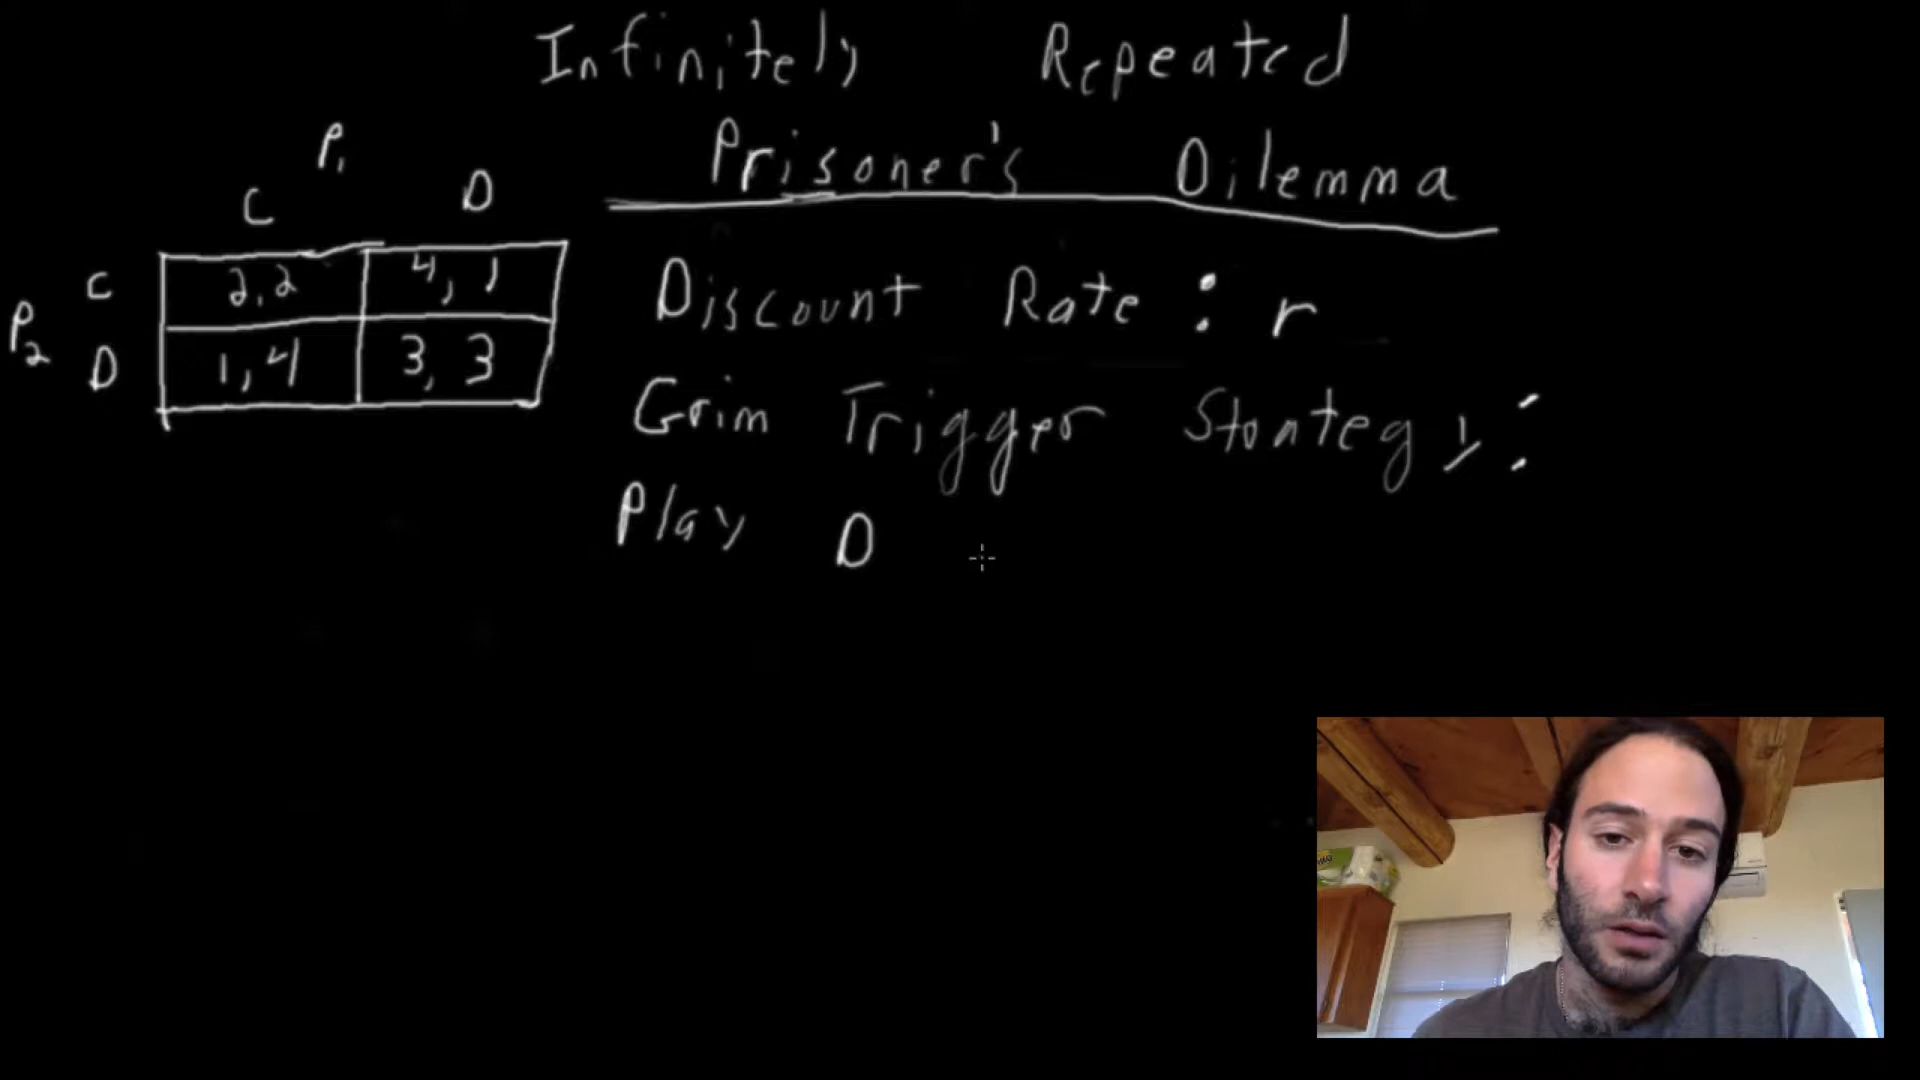 Infinitely Repeated
Prisoner's Dilemma
P1
C D
P2
C 2,2 4,1
D 1,4 3,3
Discount Rate : r
Grim Trigger Stontegy :
Play D